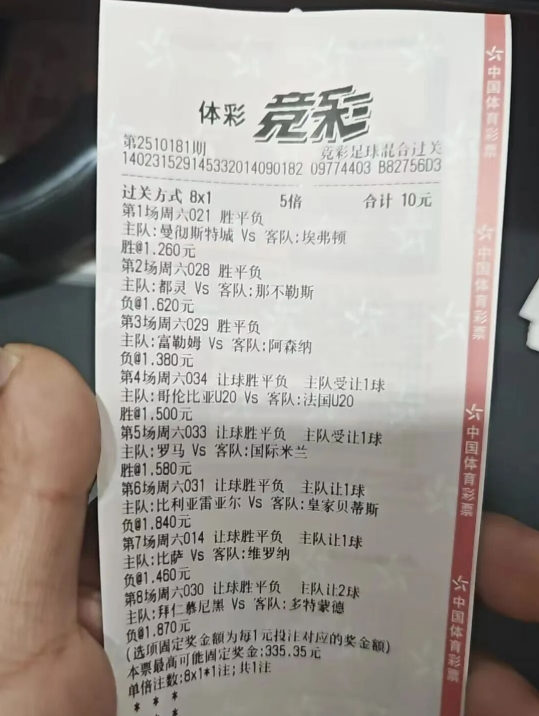 体彩 竞彩
第2510181期 竞彩足球混合过关
140231529145332014090182 09774403 B82756D3
过关方式 8x1 5倍 合计 10元
第1场周六021 胜平负
主队:曼彻斯特城 Vs 客队:埃弗顿
胜@1.260元
第2场周六028 胜平负
主队:都灵 Vs 客队:那不勒斯
负@1.620元
第3场周六029 胜平负
主队:富勒姆 Vs 客队:阿森纳
负@1.380元
第4场周六034 让球胜平负 主队受让1球
主队:哥伦比亚U20 Vs 客队:法国U20
胜@1.500元
第5场周六033 让球胜平负 主队受让1球
主队:罗马 Vs 客队:国际米兰
胜@1.580元
第6场周六031 让球胜平负 主队让1球
主队:比利亚雷亚尔 Vs 客队:皇家贝蒂斯
负@1.840元
第7场周六014 让球胜平负 主队让1球
主队:比萨 Vs 客队:维罗纳
负@1.460元
第8场周六030 让球胜平负 主队让2球
主队:拜仁慕尼黑 Vs 客队:多特蒙德
负@1.870元
(选项固定奖金额为每1元投注对应的奖金额)
本票最高可能固定奖金:335.35元
单倍注数:8x1*1注;共1注
* * *
* * *
中国体育彩票
中国体育彩票
中国体育彩票
中国体育彩票